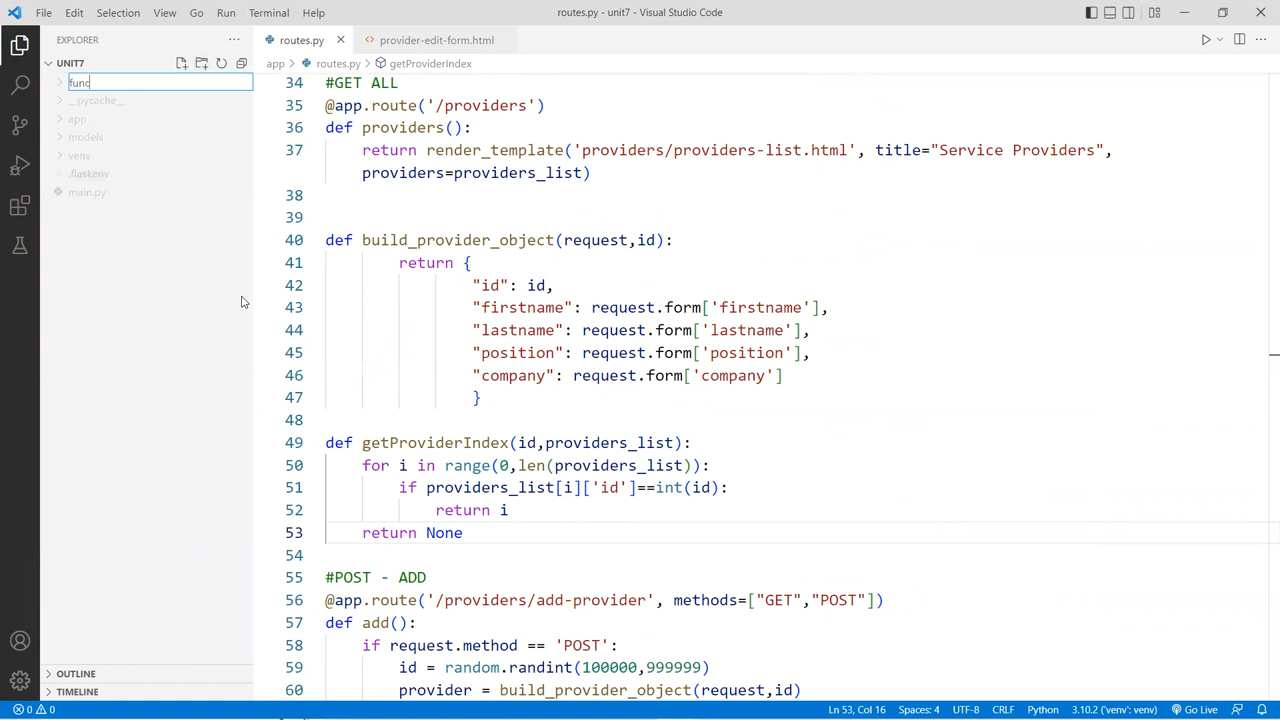 File Edit Selection View Go Run Terminal Help
routes.py - unit7 - Visual Studio Code
EXPLORER
routes.py
provider-edit-form.html
UNIT7
app > routes.py > getProviderIndex
func
__pycache__
app
models
venv
.flaskenv
main.py
34 #GET ALL
35 @app.route('/providers')
36 def providers():
37 return render_template('providers/providers-list.html', title="Service Providers",
providers=providers_list)
38
39
40 def build_provider_object(request,id):
41 return {
42 "id": id,
43 "firstname": request.form['firstname'],
44 "lastname": request.form['lastname'],
45 "position": request.form['position'],
46 "company": request.form['company']
47 }
48
49 def getProviderIndex(id,providers_list):
50 for i in range(0,len(providers_list)):
51 if providers_list[i]['id']==int(id):
52 return i
53 return None
54
55 #POST - ADD
56 @app.route('/providers/add-provider', methods=["GET","POST"])
57 def add():
58 if request.method == 'POST':
59 id = random.randint(100000,999999)
60 provider = build_provider_object(request,id)
OUTLINE
TIMELINE
0 0 Ln 53, Col 16 Spaces: 4 UTF-8 CRLF Python 3.10.2 ('venv': venv) Go Live